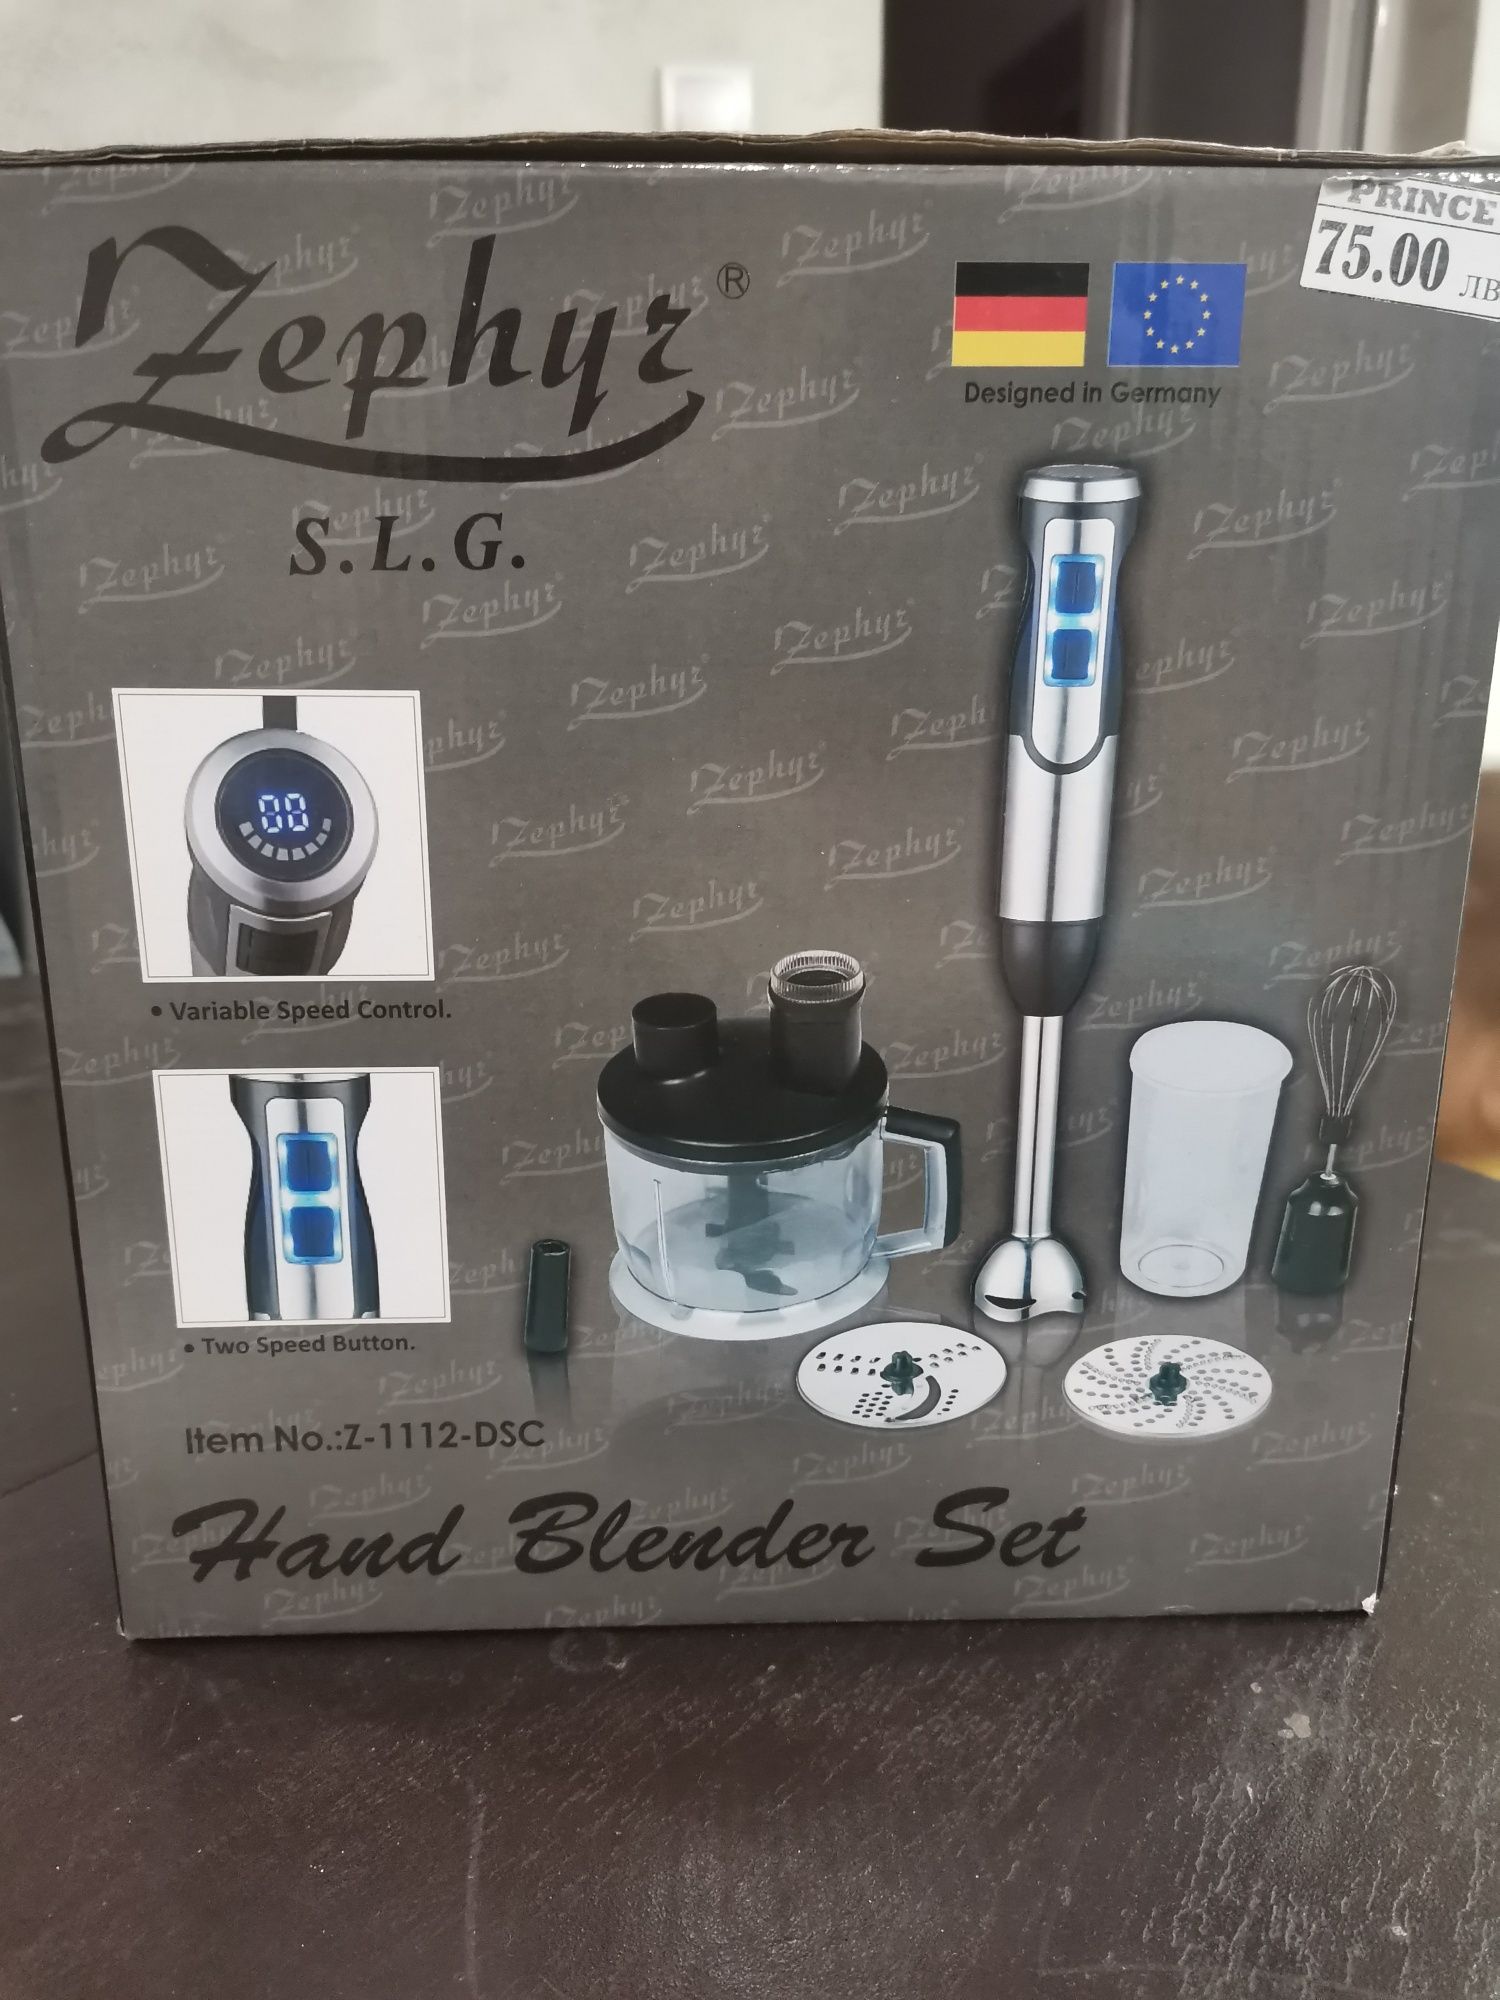 Zephyr®
S.L.G.
PRINCE
75.00 лв
Designed in Germany
88
• Variable Speed Control.
• Two Speed Button.
Item No.:Z-1112-DSC
Hand Blender Set